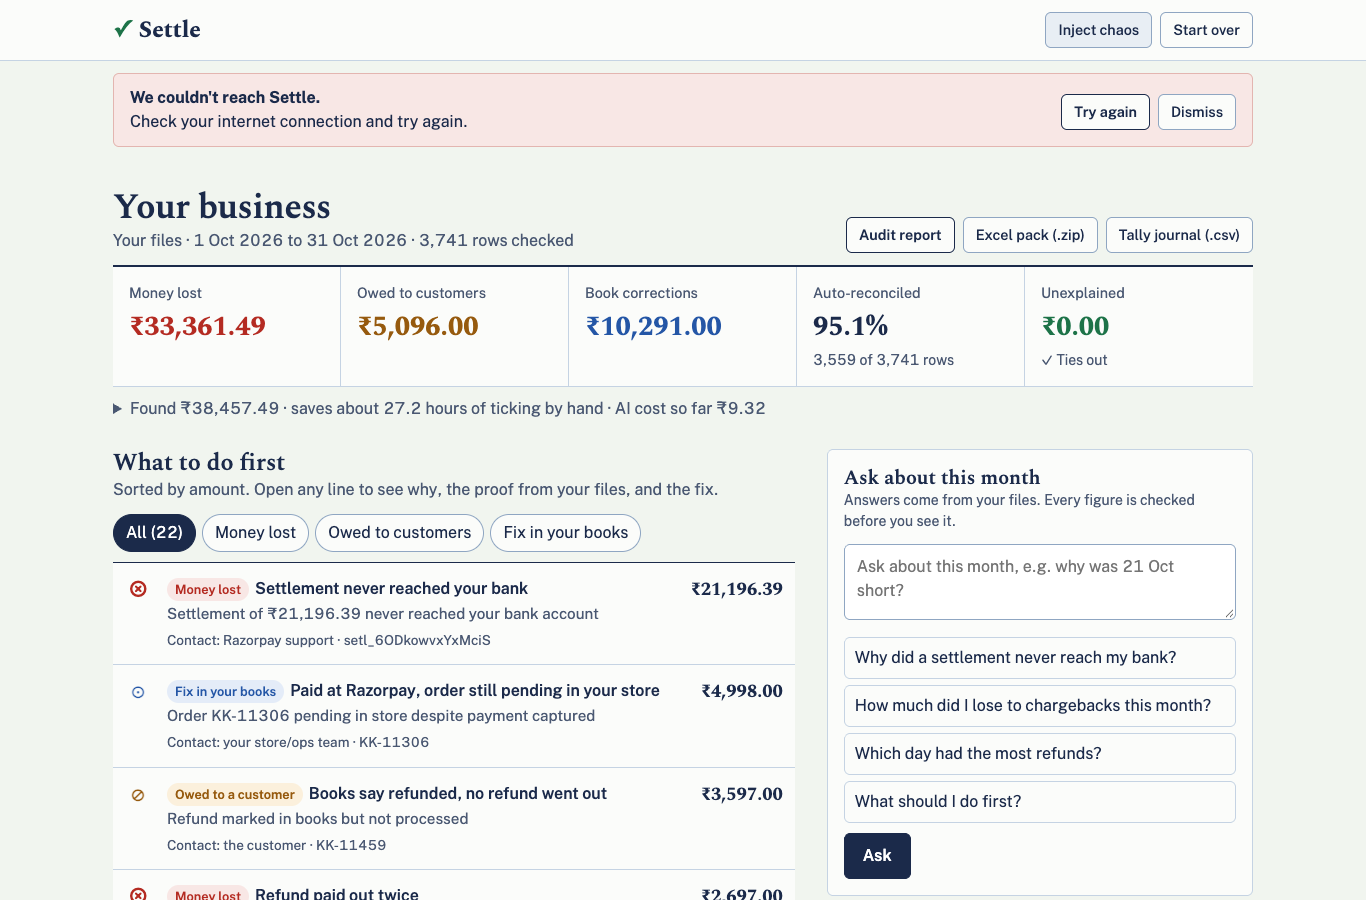 Settle
Inject chaos
Start over
We couldn't reach Settle.
Check your internet connection and try again.
Try again
Dismiss
Your business
Your files · 1 Oct 2026 to 31 Oct 2026 · 3,741 rows checked
Audit report
Excel pack (.zip)
Tally journal (.csv)
Money lost
₹33,361.49
Owed to customers
₹5,096.00
Book corrections
₹10,291.00
Auto-reconciled
95.1%
3,559 of 3,741 rows
Unexplained
₹0.00
✓ Ties out
Found ₹38,457.49 · saves about 27.2 hours of ticking by hand · AI cost so far ₹9.32
What to do first
Sorted by amount. Open any line to see why, the proof from your files, and the fix.
All (22)
Money lost
Owed to customers
Fix in your books
Money lost Settlement never reached your bank ₹21,196.39
Settlement of ₹21,196.39 never reached your bank account
Contact: Razorpay support · setl_6ODkowvxYxMciS
Fix in your books Paid at Razorpay, order still pending in your store ₹4,998.00
Order KK-11306 pending in store despite payment captured
Contact: your store/ops team · KK-11306
Owed to a customer Books say refunded, no refund went out ₹3,597.00
Refund marked in books but not processed
Contact: the customer · KK-11459
Money lost Refund paid out twice ₹2,697.00
Ask about this month
Answers come from your files. Every figure is checked
before you see it.
Ask about this month, e.g. why was 21 Oct
short?
Why did a settlement never reach my bank?
How much did I lose to chargebacks this month?
Which day had the most refunds?
What should I do first?
Ask